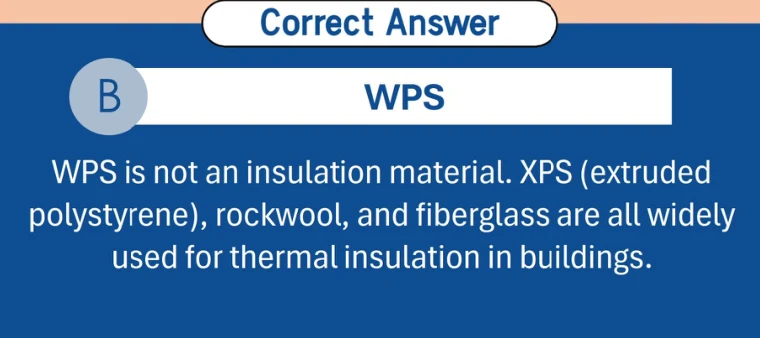 Correct Answer
B
WPS
WPS is not an insulation material. XPS (extruded
polystyrene), rockwool, and fiberglass are all widely
used for thermal insulation in buildings.